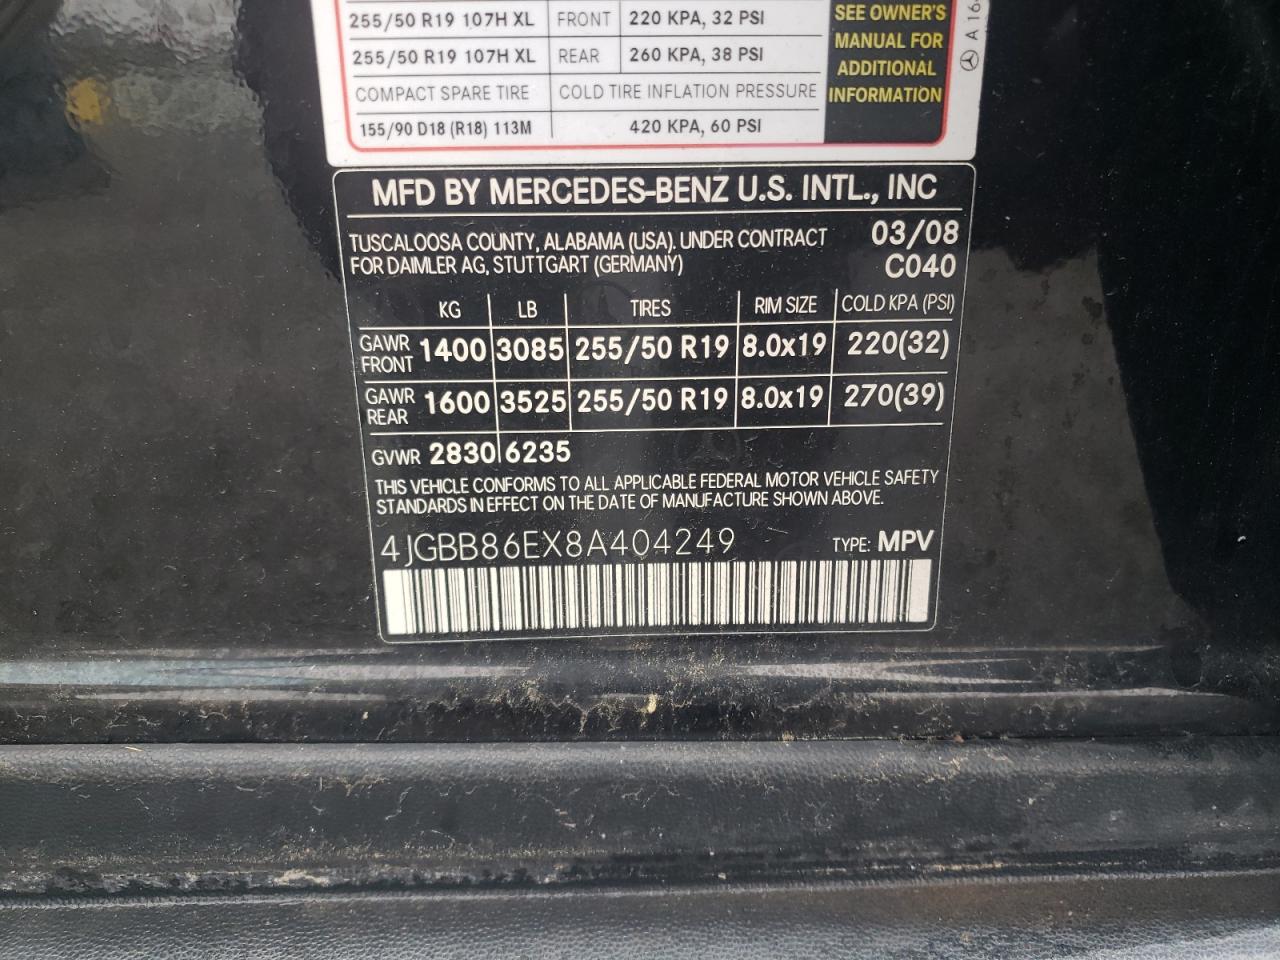 255/50 R19 107H XL FRONT 220 KPA, 32 PSI
255/50 R19 107H XL REAR 260 KPA, 38 PSI
COMPACT SPARE TIRE COLD TIRE INFLATION PRESSURE
155/90 D18 (R18) 113M 420 KPA, 60 PSI
SEE OWNER'S
MANUAL FOR
ADDITIONAL
INFORMATION
A 16
MFD BY MERCEDES-BENZ U.S. INTL., INC
TUSCALOOSA COUNTY, ALABAMA (USA). UNDER CONTRACT 03/08
FOR DAIMLER AG, STUTTGART (GERMANY) C040
KG LB TIRES RIM SIZE COLD KPA (PSI)
GAWR FRONT 1400 3085 255/50 R19 8.0x19 220(32)
GAWR REAR 1600 3525 255/50 R19 8.0x19 270(39)
GVWR 2830 6235
THIS VEHICLE CONFORMS TO ALL APPLICABLE FEDERAL MOTOR VEHICLE SAFETY
STANDARDS IN EFFECT ON THE DATE OF MANUFACTURE SHOWN ABOVE.
4JGBB86EX8A404249 TYPE: MPV